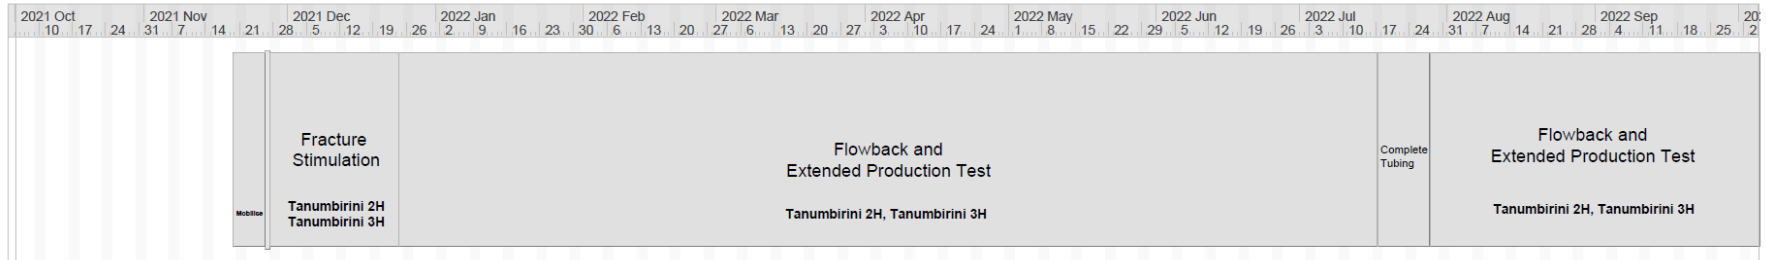 2021 Oct 2021 Nov 2021 Dec 2022 Jan 2022 Feb 2022 Mar 2022 Apr 2022 May 2022 Jun 2022 Jul 2022 Aug 2022 Sep 20
10 17 24 31 7 14 21 28 5 12 19 26 2 9 16 23 30 6 13 20 27 6 13 20 27 3 10 17 24 1 8 15 22 29 5 12 19 26 3 10 17 24 31 7 14 21 28 4 11 18 25 2
Mobilise
Fracture
Stimulation
Tanumbirini 2H
Tanumbirini 3H
Flowback and
Extended Production Test
Tanumbirini 2H, Tanumbirini 3H
Complete
Tubing
Flowback and
Extended Production Test
Tanumbirini 2H, Tanumbirini 3H